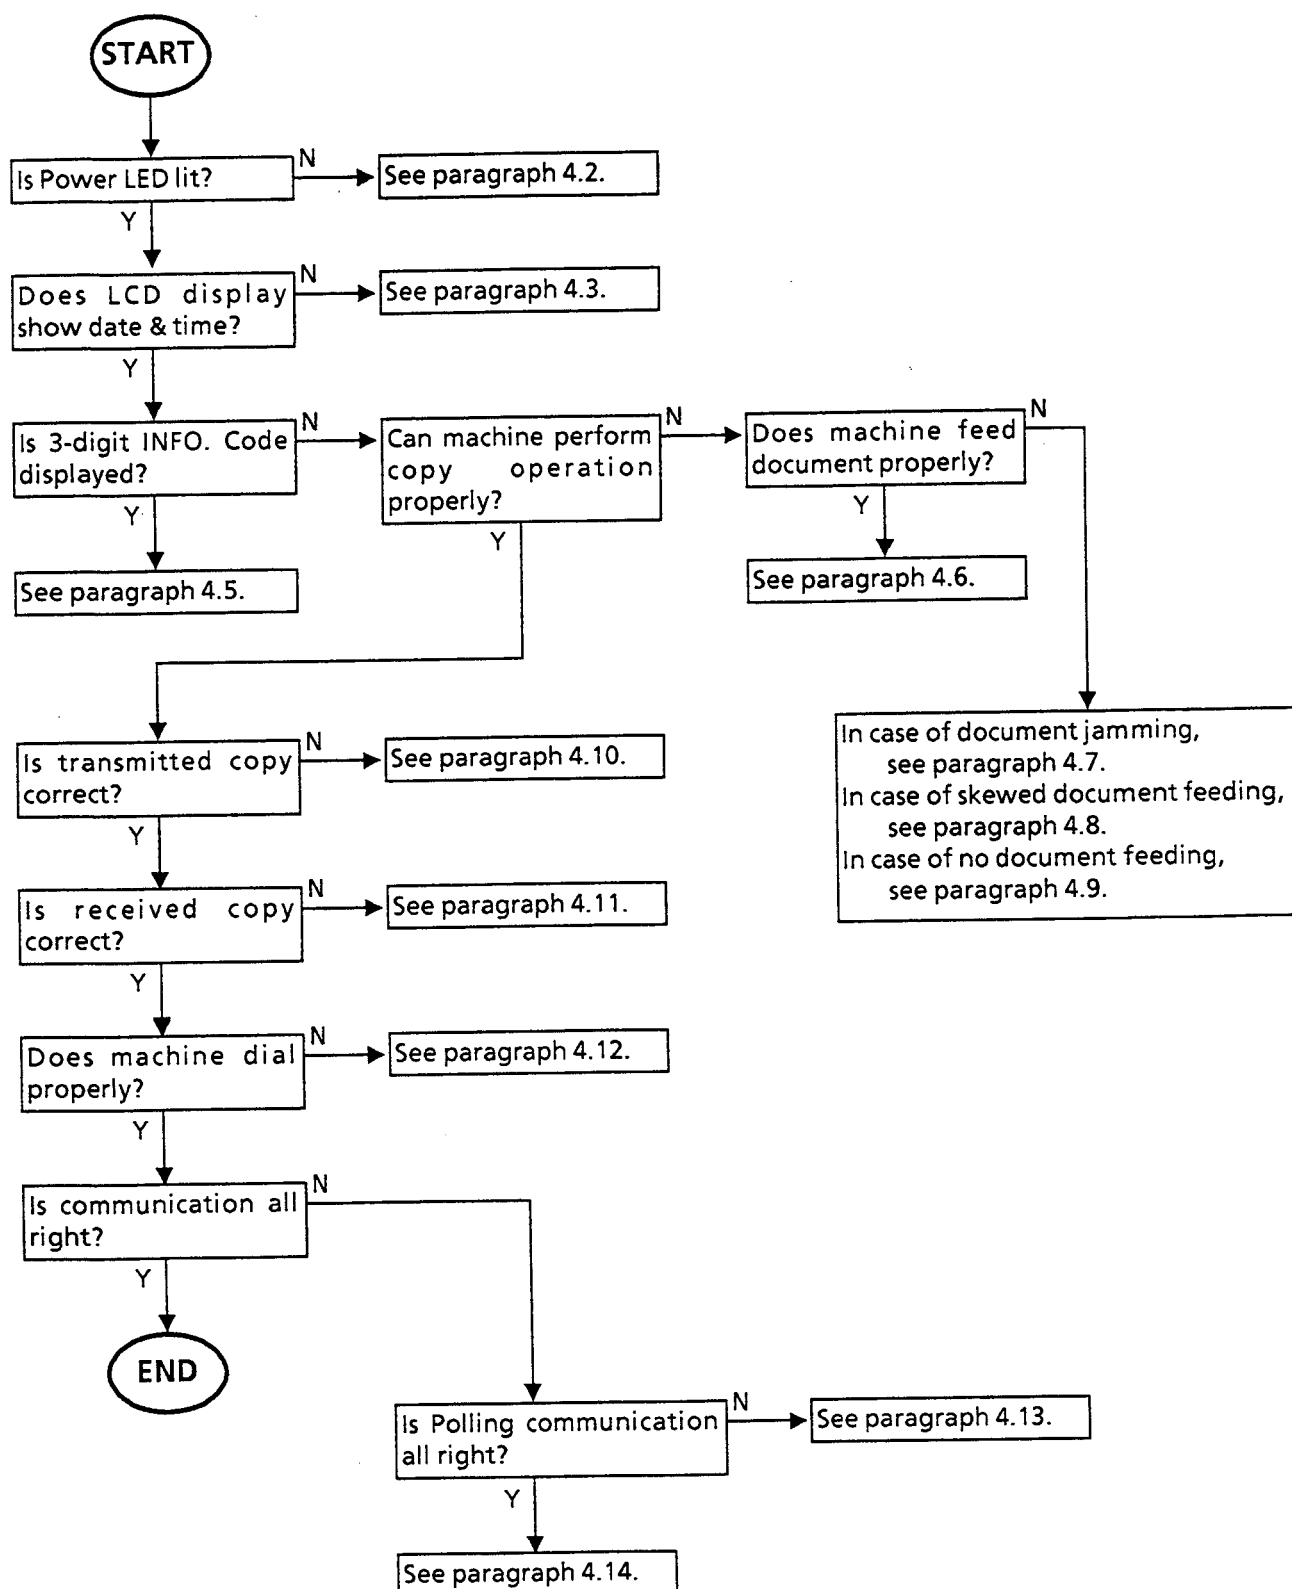 START
Is Power LED lit?
N
See paragraph 4.2.
Y
Does LCD display
show date & time?
N
See paragraph 4.3.
Y
Is 3-digit INFO. Code
displayed?
N
Can machine perform
copy operation
properly?
N
Does machine feed
document properly?
N
Y
See paragraph 4.5.
Y
Y
See paragraph 4.6.
In case of document jamming,
see paragraph 4.7.
In case of skewed document feeding,
see paragraph 4.8.
In case of no document feeding,
see paragraph 4.9.
Is transmitted copy
correct?
N
See paragraph 4.10.
Y
Is received copy
correct?
N
See paragraph 4.11.
Y
Does machine dial
properly?
N
See paragraph 4.12.
Y
Is communication all
right?
N
Y
END
Is Polling communication
all right?
N
See paragraph 4.13.
Y
See paragraph 4.14.